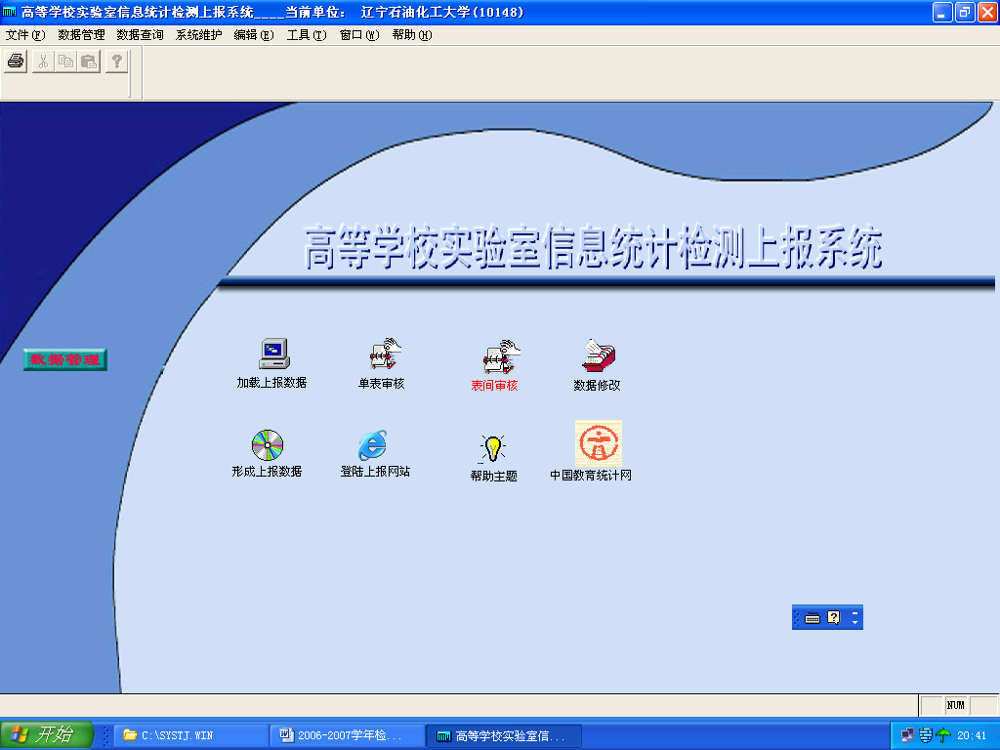 高等学校实验室信息统计检测上报系统____当前单位： 辽宁石油化工大学(10148)
文件(F) 数据管理 数据查询 系统维护 编辑(E) 工具(T) 窗口(W) 帮助(H)
高等学校实验室信息统计检测上报系统
数据管理
加载上报数据 单表审核 表间审核 数据修改
形成上报数据 登陆上报网站 帮助主题 中国教育统计网
NUM
开始 C:\SYSTJ.WIN 2006-2007学年检... 高等学校实验室信... 20:41